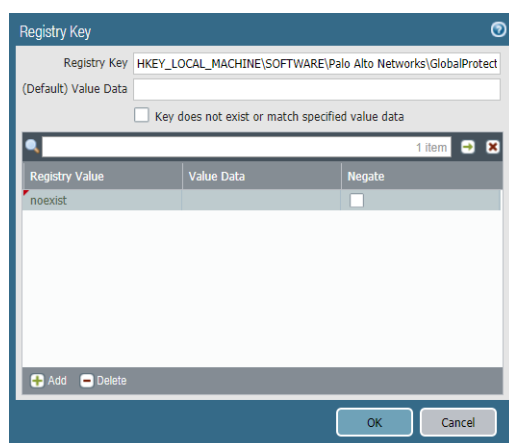 Registry Key
Registry Key HKEY_LOCAL_MACHINE\SOFTWARE\Palo Alto Networks\GlobalProtect
(Default) Value Data
Key does not exist or match specified value data
1 item
Registry Value Value Data Negate
noexist
Add Delete
OK Cancel